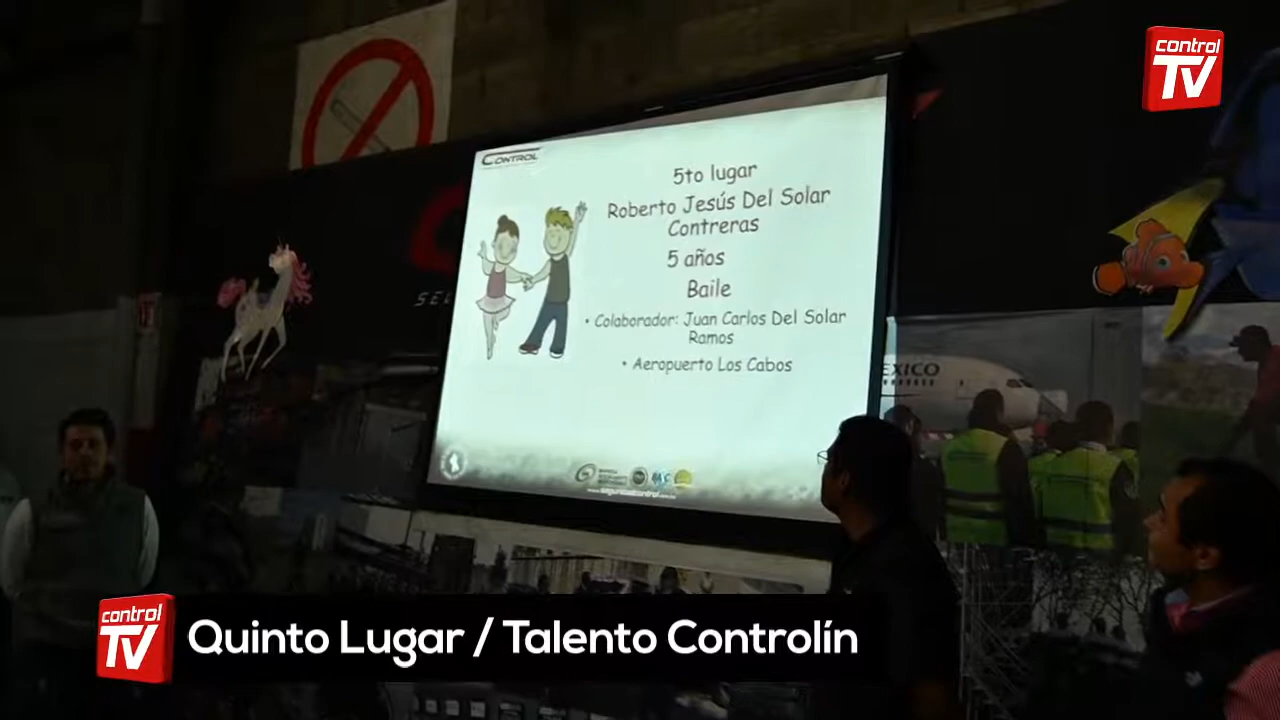 control
TV
CONTROL
5to lugar
Roberto Jesús Del Solar
Contreras
5 años
Baile
• Colaborador: Juan Carlos Del Solar
Ramos
• Aeropuerto Los Cabos
EXICO
control
TV
Quinto Lugar / Talento Controlín